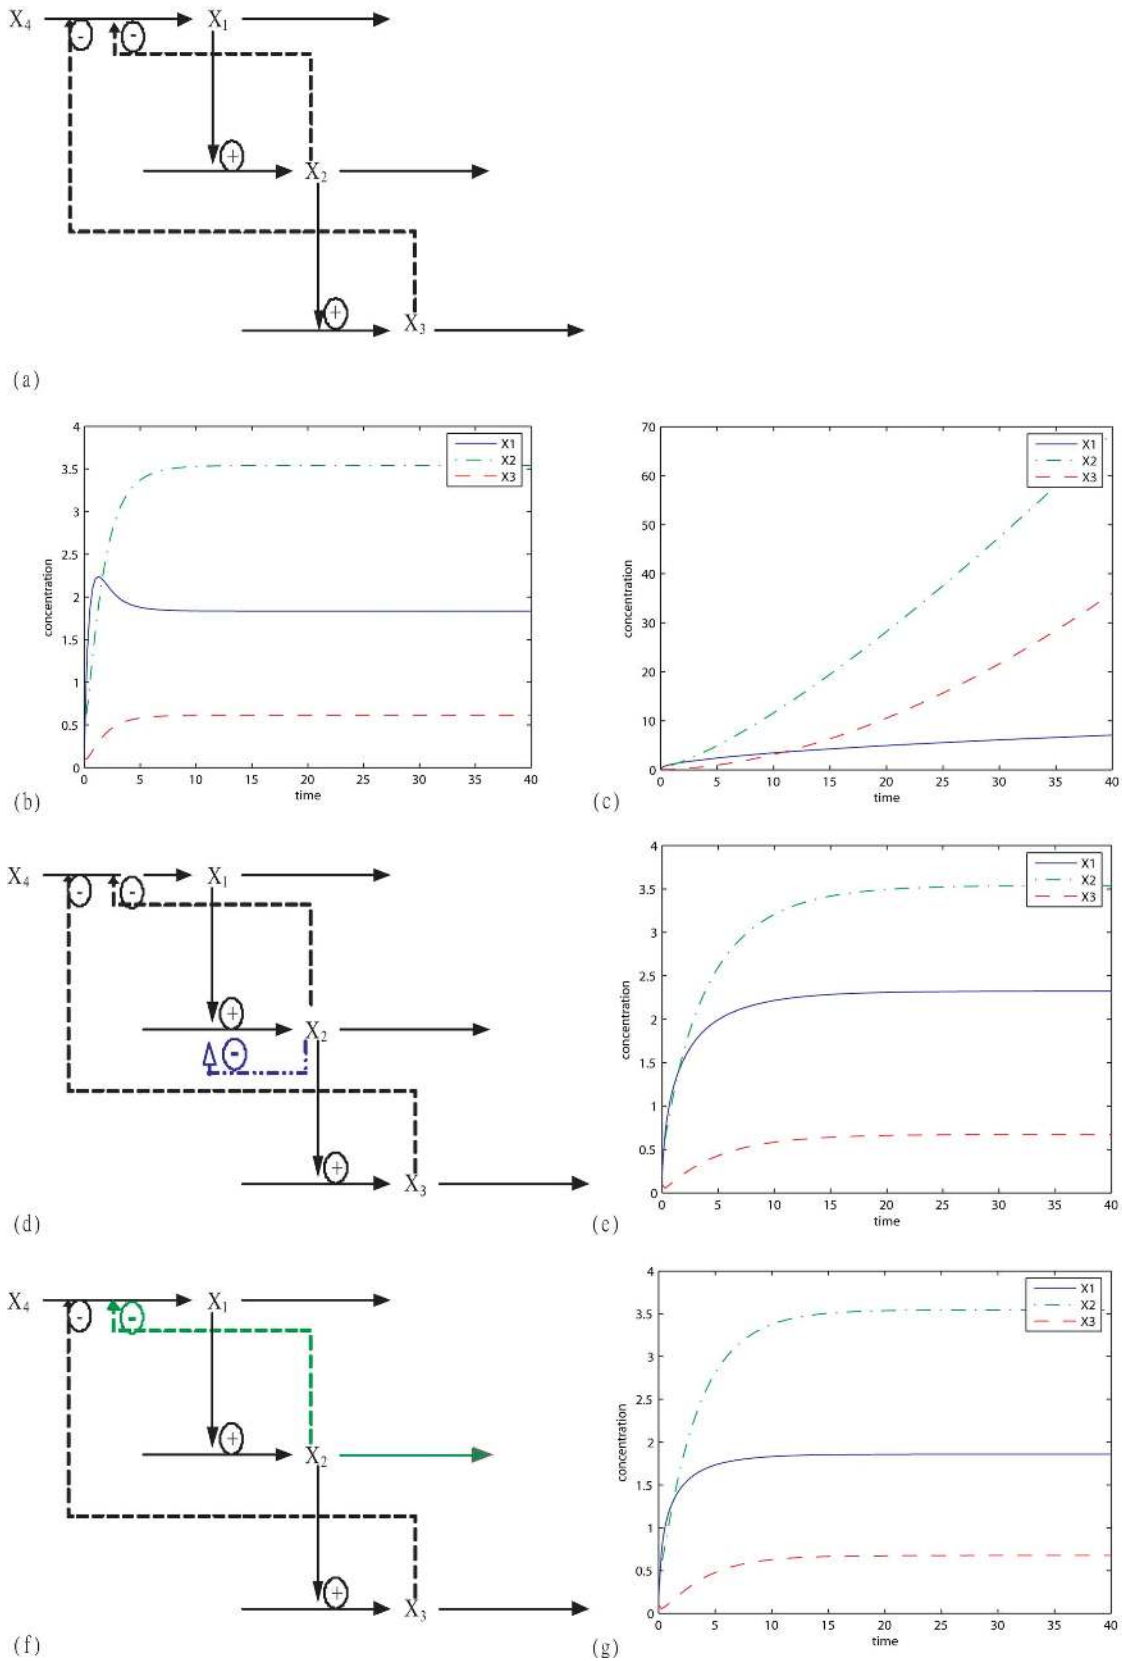 X4 - - X1
+ X2
+ X3
(a)
4
3.5
3
2.5
2
1.5
1
0.5
0
concentration
X1
X2
X3
0 5 10 15 20 25 30 35 40
time
(b)
70
60
50
40
30
20
10
0
concentration
X1
X2
X3
0 5 10 15 20 25 30 35 40
time
(c)
X4 - - X1
+ X2
-
+ X3
(d)
4
3.5
3
2.5
2
1.5
1
0.5
0
concentration
X1
X2
X3
0 5 10 15 20 25 30 35 40
time
(e)
X4 - - X1
+ X2
+ X3
(f)
4
3.5
3
2.5
2
1.5
1
0.5
0
concentration
X1
X2
X3
0 5 10 15 20 25 30 35 40
time
(g)